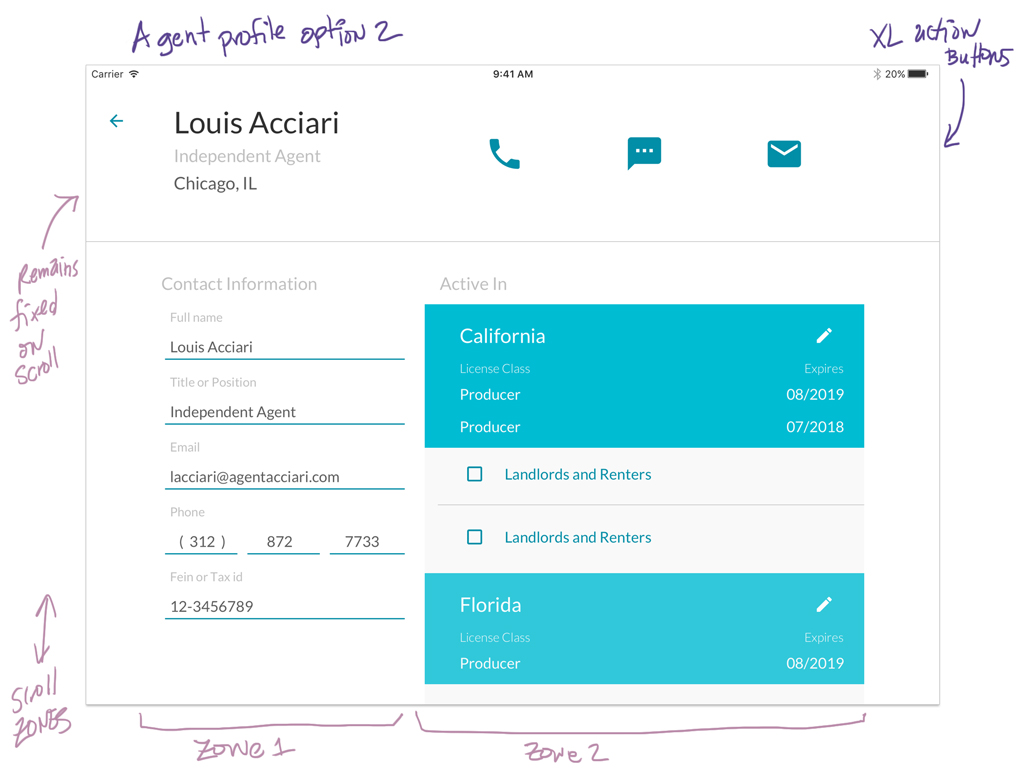 Agent profile option 2
XL action
Buttons
Carrier
9:41 AM
20%
Louis Acciari
Independent Agent
Chicago, IL
Remains
fixed
on
scroll
Contact Information
Full name
Louis Acciari
Title or Position
Independent Agent
Email
lacciari@agentacciari.com
Phone
( 312 ) 872 7733
Fein or Tax id
12-3456789
Active In
California
License Class Expires
Producer 08/2019
Producer 07/2018
Landlords and Renters
Landlords and Renters
Florida
License Class Expires
Producer 08/2019
Scroll
ZONES
Zone 1
Zone 2